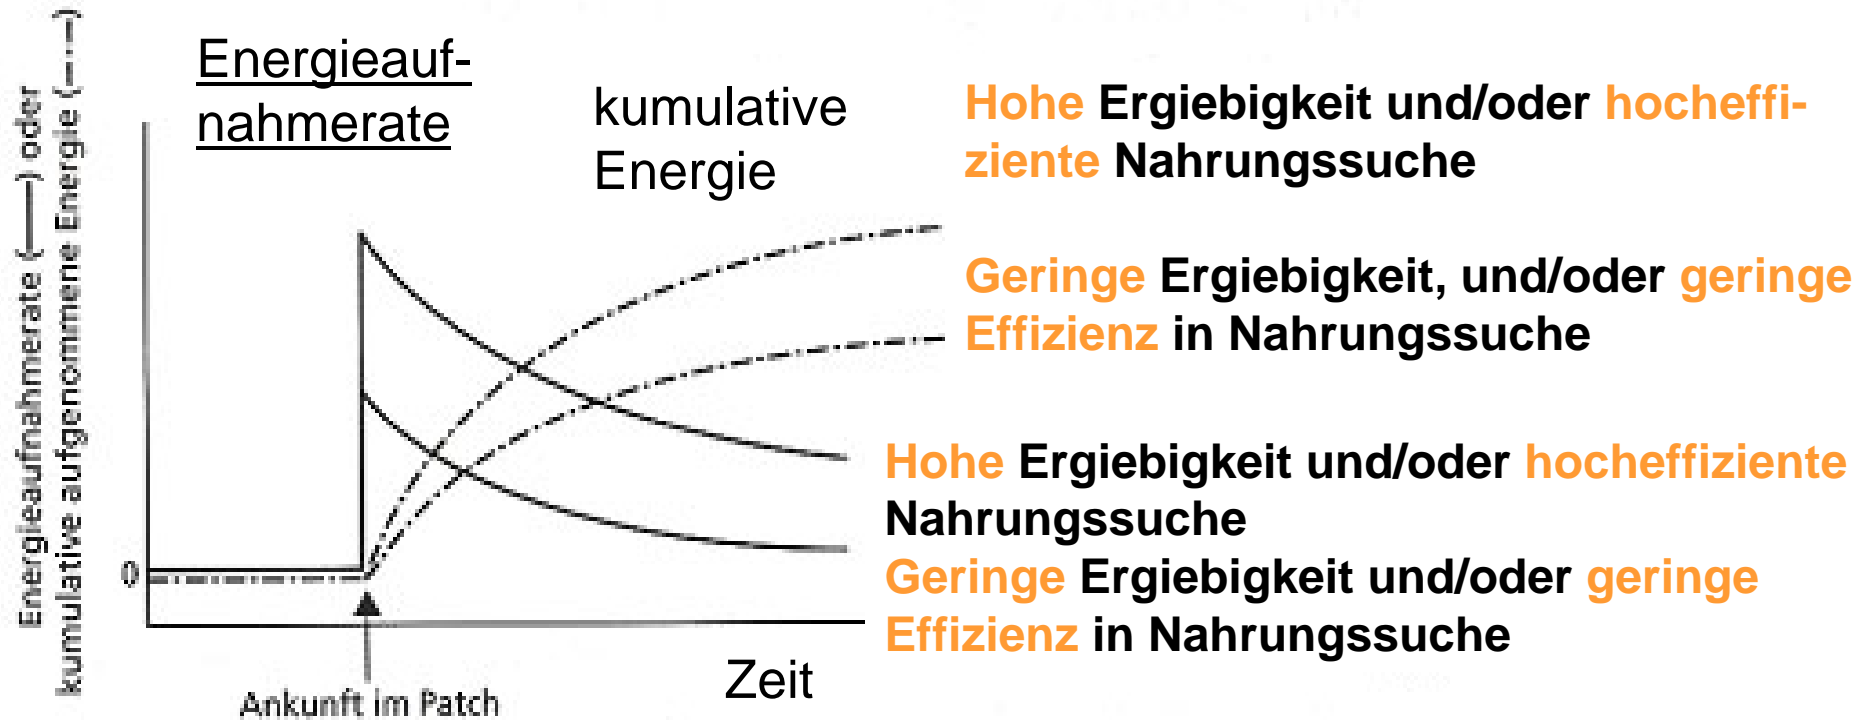 Energieaufnahmerate (——) oder
kumulative aufgenommene Energie (—·—)
Energieauf-
nahmerate
kumulative
Energie
Hohe Ergiebigkeit und/oder hocheffi-
ziente Nahrungssuche
Geringe Ergiebigkeit, und/oder geringe
Effizienz in Nahrungssuche
Hohe Ergiebigkeit und/oder hocheffiziente
Nahrungssuche
Geringe Ergiebigkeit und/oder geringe
Effizienz in Nahrungssuche
0
Zeit
Ankunft im Patch